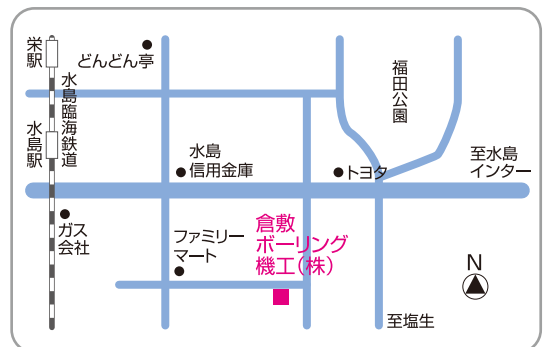 栄駅
どんどん亭
水島臨海鉄道
水島駅
福田公園
水島
信用金庫
トヨタ
至水島
インター
ガス
会社
ファミリー
マート
倉敷
ボーリング
機工(株)
N
至塩生